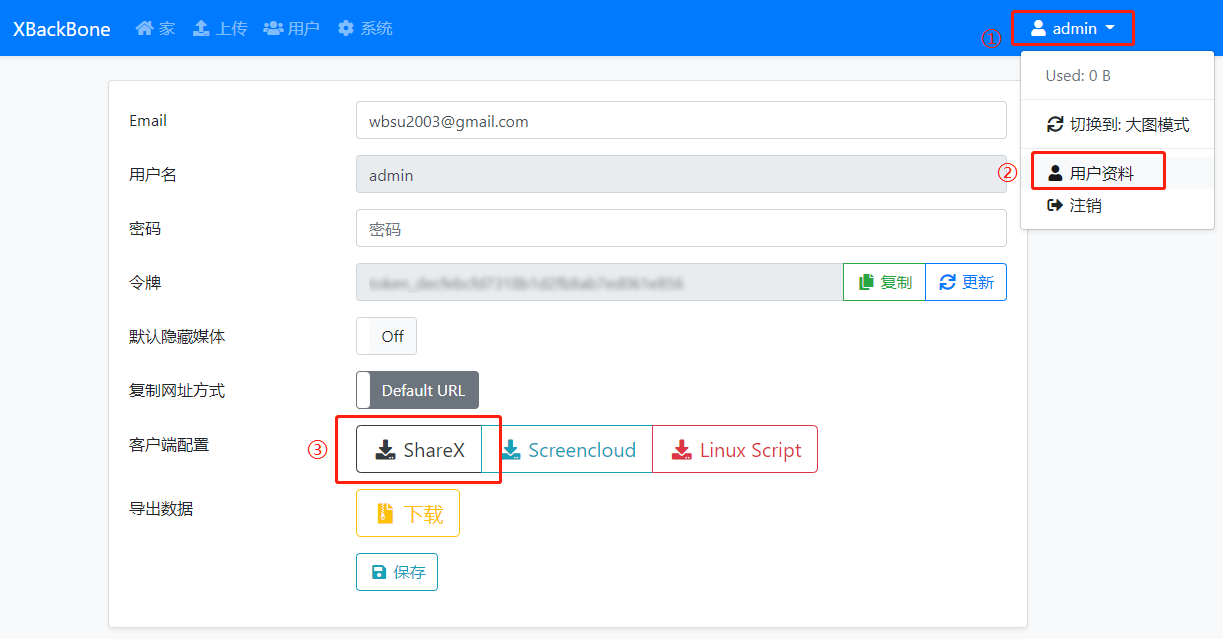 XBackBone 家 上传 用户 系统 ① admin
Used: 0 B
切换到: 大图模式
② 用户资料
注销
Email wbsu2003@gmail.com
用户名 admin
密码 密码
令牌 复制 更新
默认隐藏媒体 Off
复制网址方式 Default URL
客户端配置 ③ ShareX Screencloud Linux Script
导出数据 下载
保存